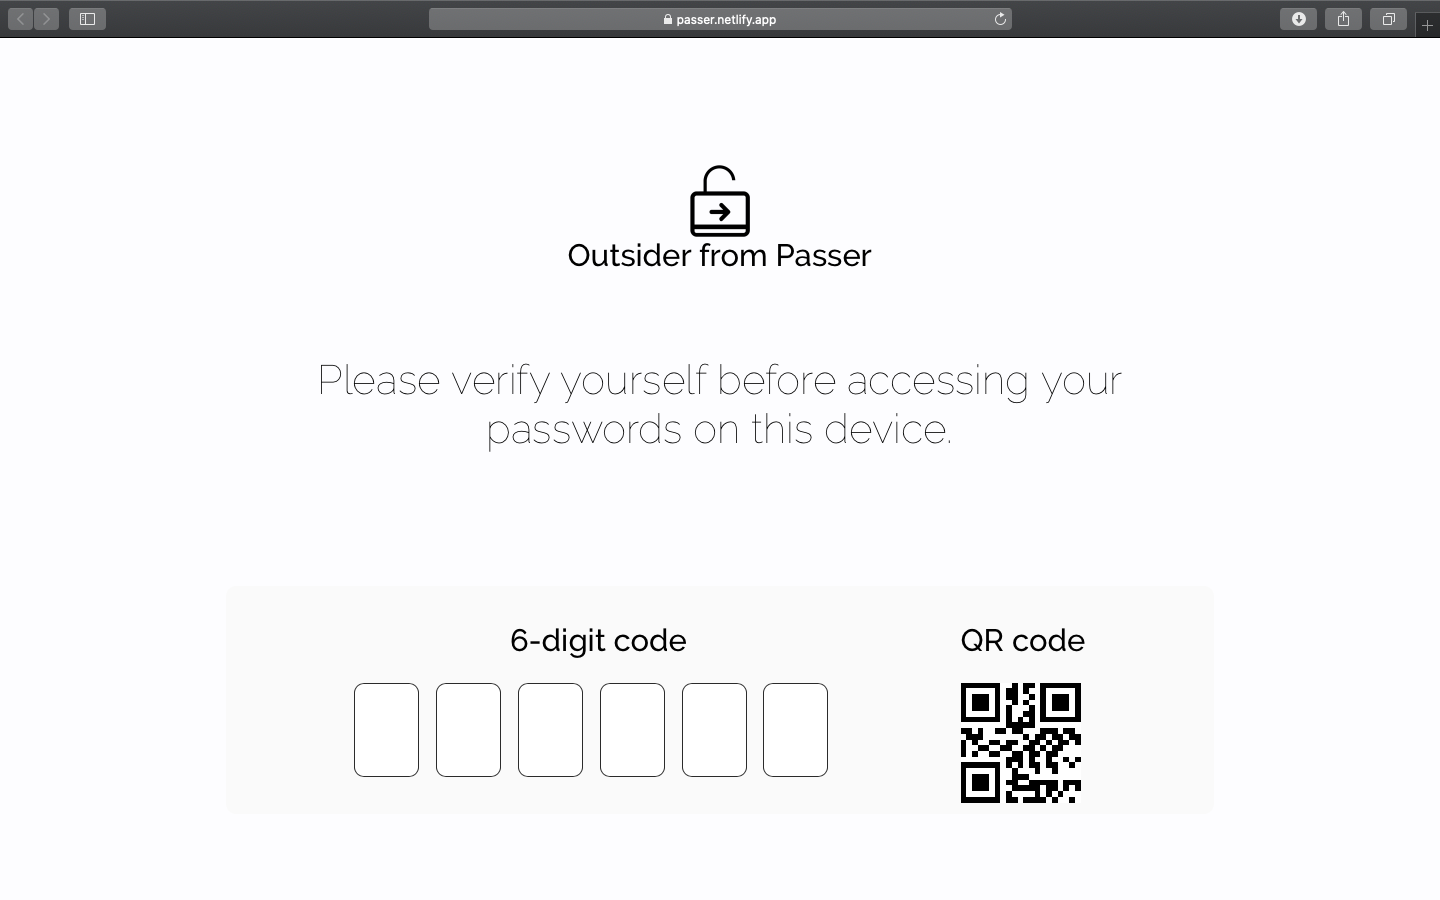 passer.netlify.app
Outsider from Passer
Please verify yourself before accessing your
passwords on this device.
6-digit code
QR code